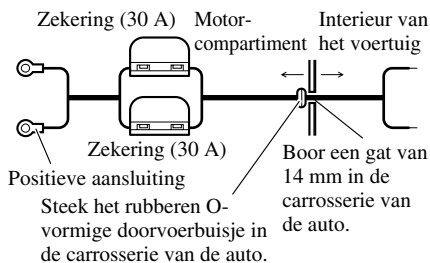 Zekering (30 A)
Motor-
compartiment
Interieur van
het voertuig
Zekering (30 A)
Positieve aansluiting
Steek het rubberen O-
vormige doorvoerbuisje in
de carrosserie van de auto.
Boor een gat van
14 mm in de
carrosserie van
de auto.